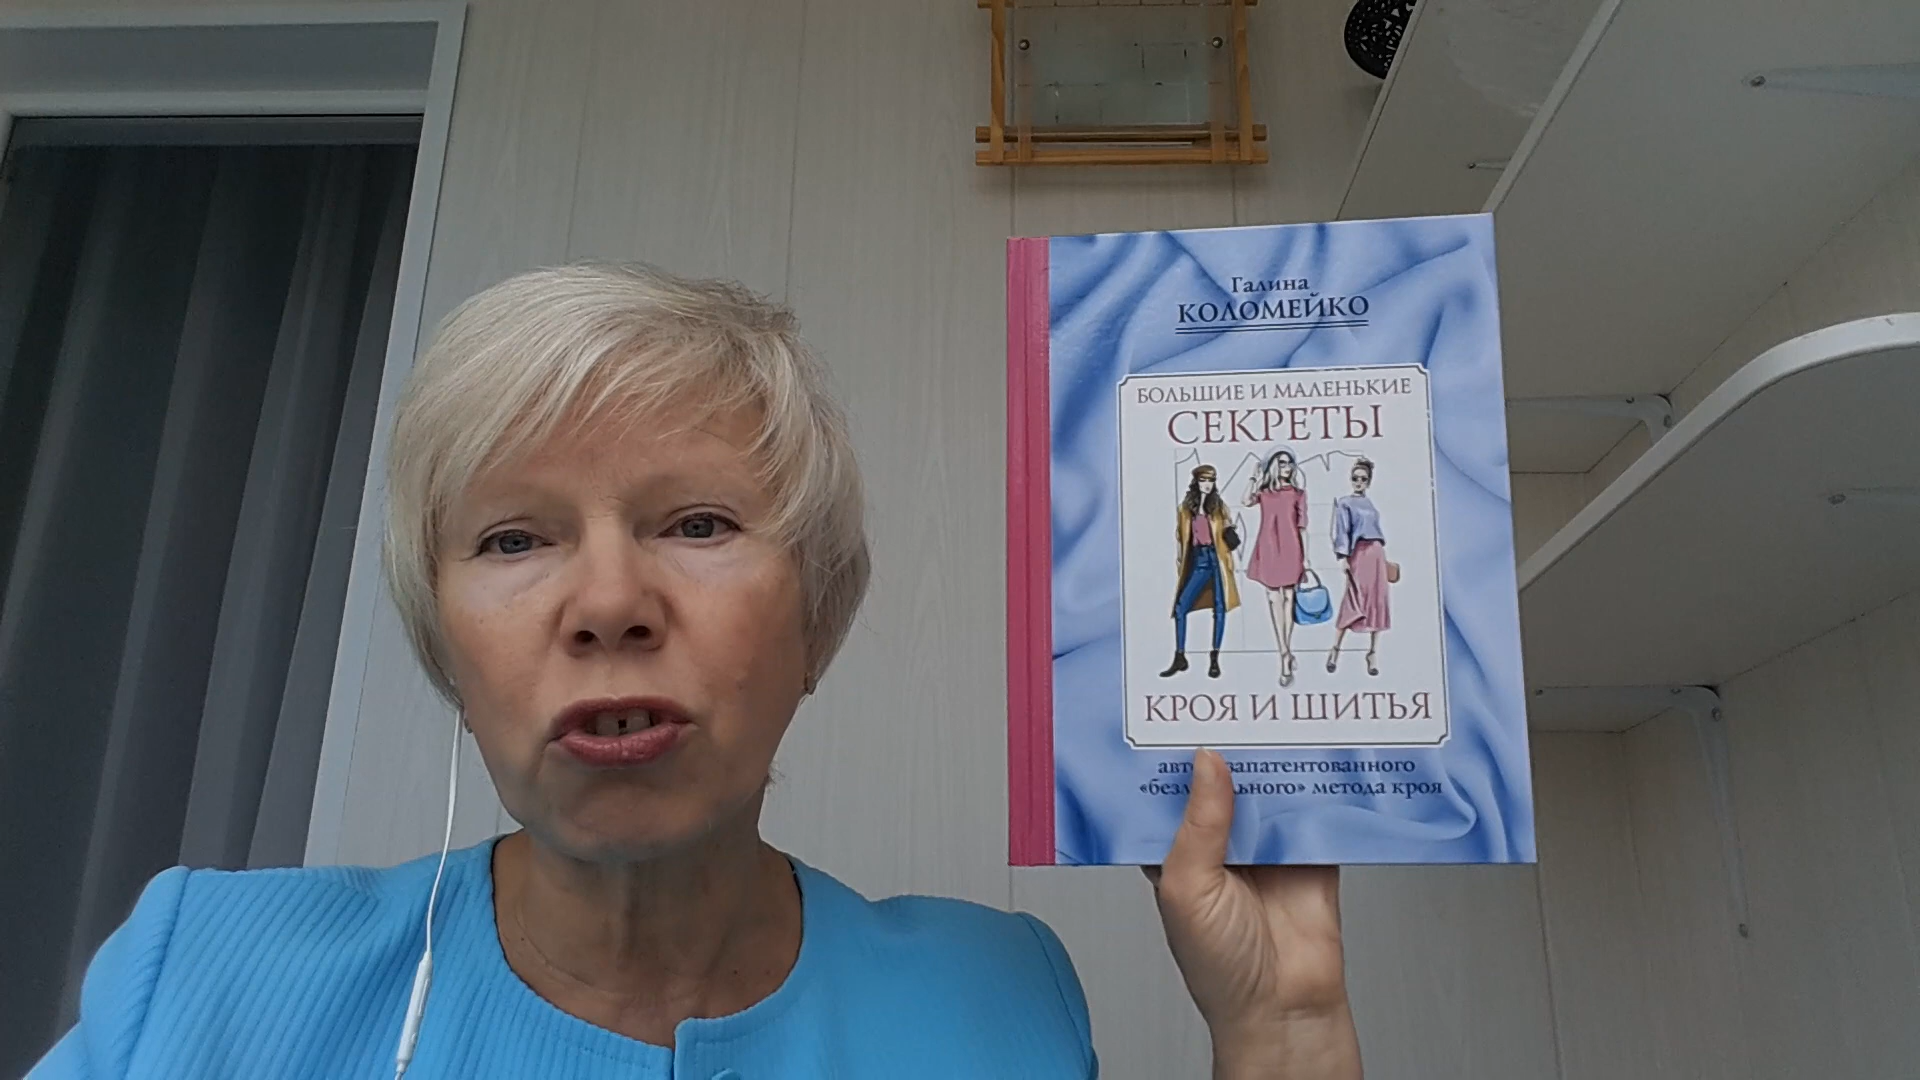 Галина
КОЛОМЕЙКО
БОЛЬШИЕ И МАЛЕНЬКИЕ
СЕКРЕТЫ
КРОЯ И ШИТЬЯ
запатентованного
метода кроя